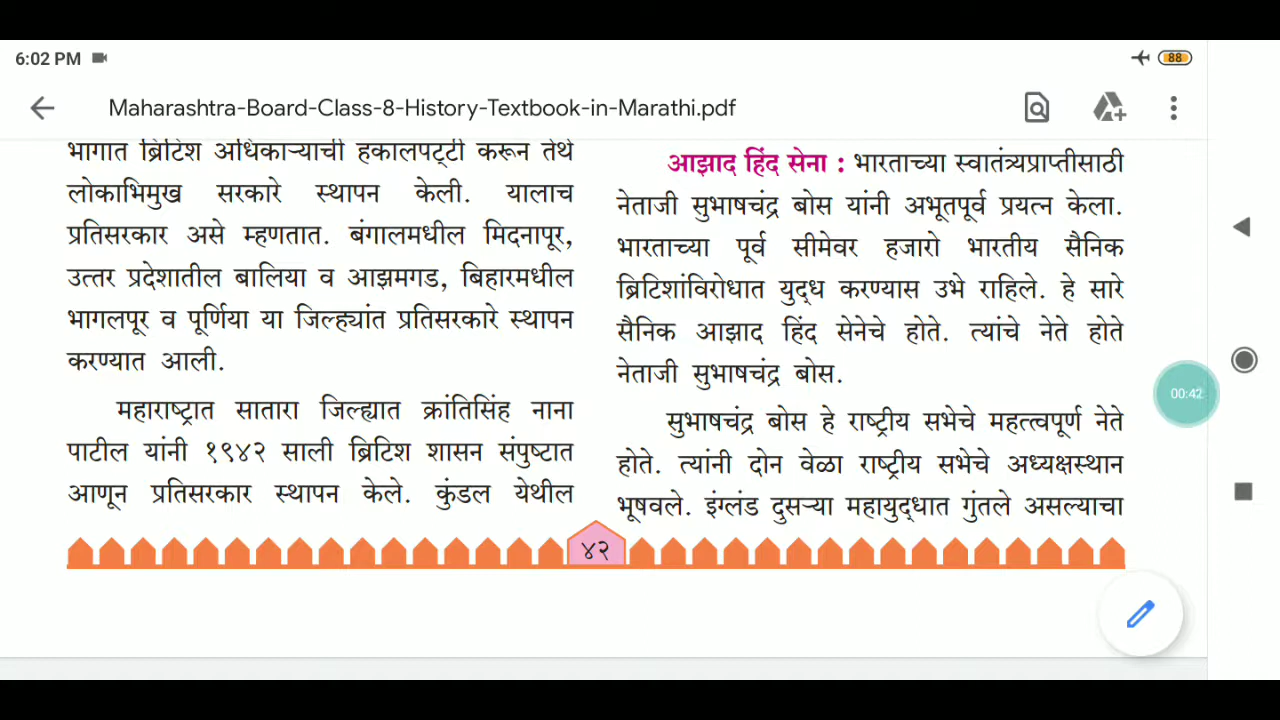 6:02 PM
88
Maharashtra-Board-Class-8-History-Textbook-in-Marathi.pdf
भागात ब्रिटिश अधिकाऱ्यांची हकालपट्टी करून तेथे
लोकाभिमुख सरकारे स्थापन केली. यालाच
प्रतिसरकार असे म्हणतात. बंगालमधील मिदनापूर,
उत्तर प्रदेशातील बालिया व आझमगड, बिहारमधील
भागलपूर व पूर्णिया या जिल्ह्यांत प्रतिसरकारे स्थापन
करण्यात आली.
महाराष्ट्रात सातारा जिल्ह्यात क्रांतिसिंह नाना
पाटील यांनी १९४२ साली ब्रिटिश शासन संपुष्टात
आणून प्रतिसरकार स्थापन केले. कुंडल येथील
आझाद हिंद सेना : भारताच्या स्वातंत्र्यप्राप्तीसाठी
नेताजी सुभाषचंद्र बोस यांनी अभूतपूर्व प्रयत्न केला.
भारताच्या पूर्व सीमेवर हजारो भारतीय सैनिक
ब्रिटिशांविरोधात युद्ध करण्यास उभे राहिले. हे सारे
सैनिक आझाद हिंद सेनेचे होते. त्यांचे नेते होते
नेताजी सुभाषचंद्र बोस.
सुभाषचंद्र बोस हे राष्ट्रीय सभेचे महत्त्वपूर्ण नेते
होते. त्यांनी दोन वेळा राष्ट्रीय सभेचे अध्यक्षस्थान
भूषवले. इंग्लंड दुसऱ्या महायुद्धात गुंतले असल्याचा
४२
00:42